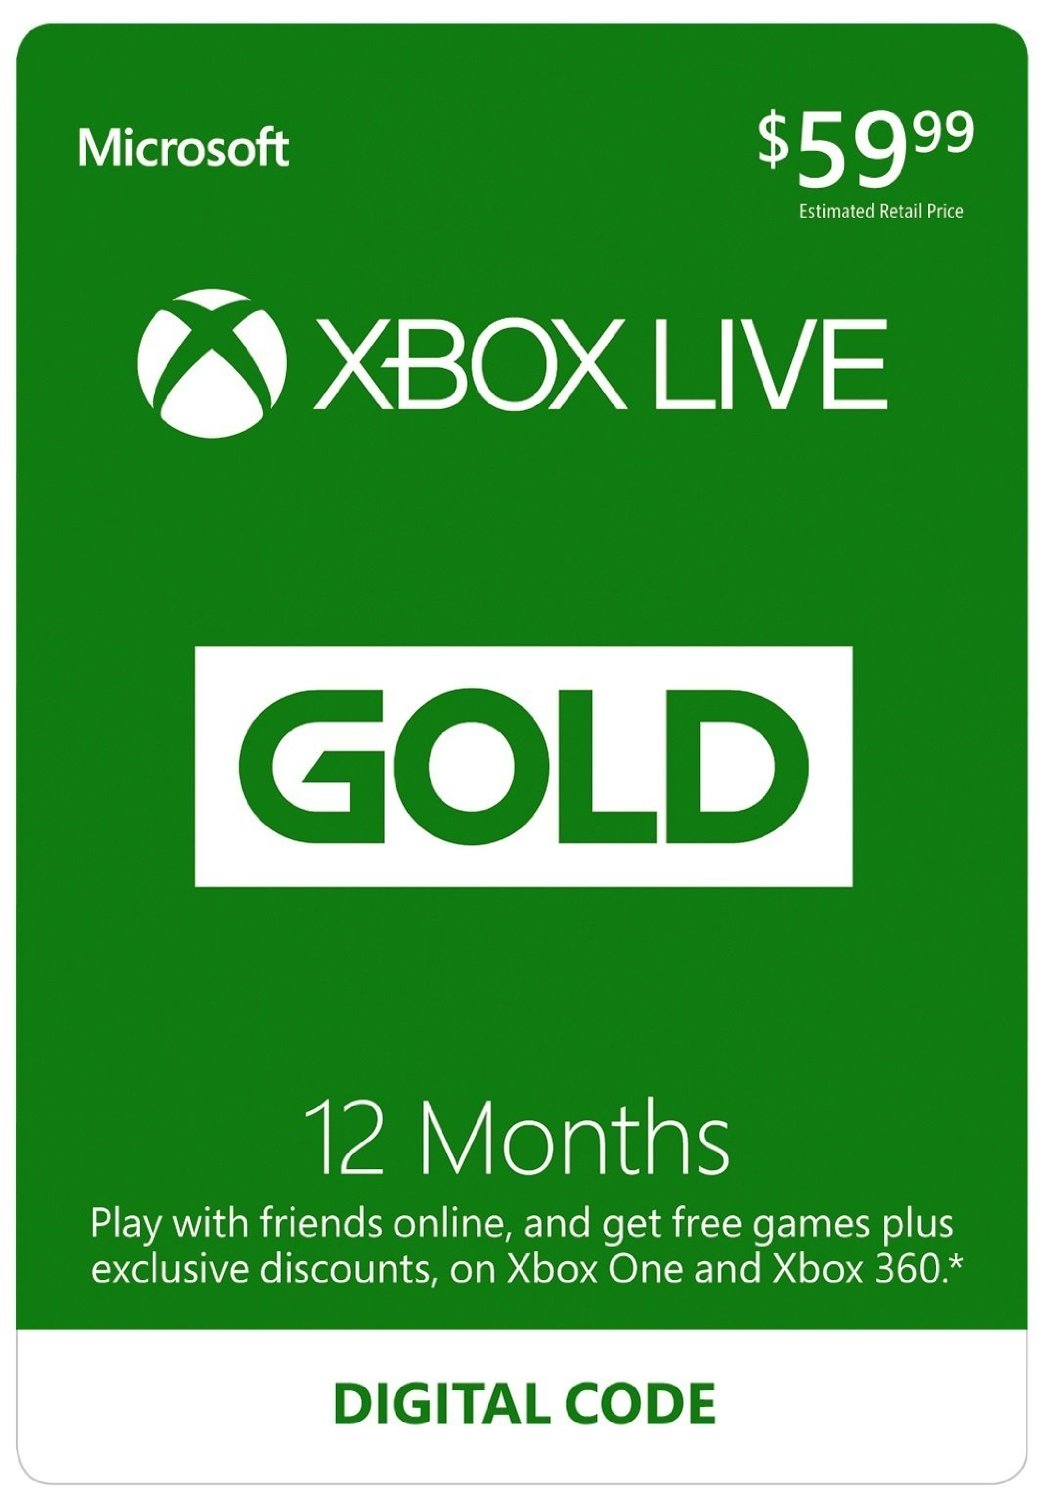 Microsoft
$59.99
Estimated Retail Price
XBOX LIVE
GOLD
12 Months
Play with friends online, and get free games plus
exclusive discounts, on Xbox One and Xbox 360.*
DIGITAL CODE